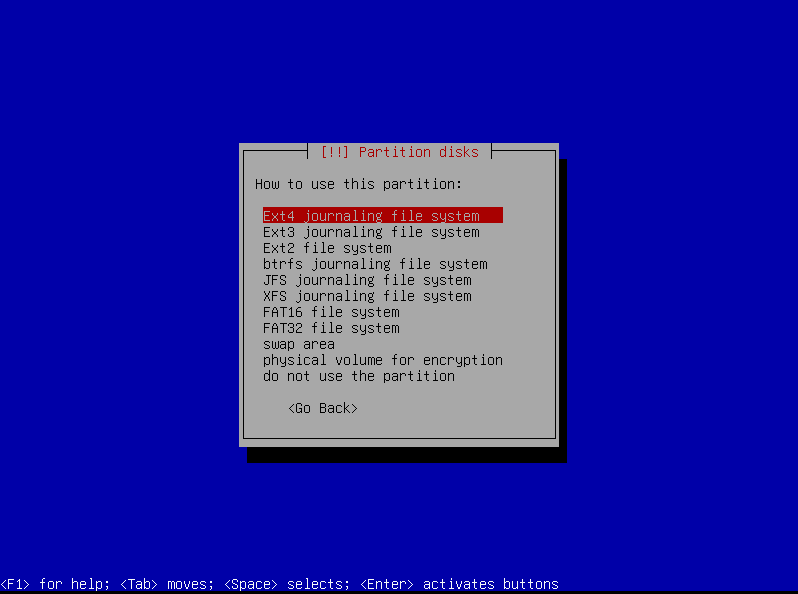 [!!] Partition disks
How to use this partition:
Ext4 journaling file system
Ext3 journaling file system
Ext2 file system
btrfs journaling file system
JFS journaling file system
XFS journaling file system
FAT16 file system
FAT32 file system
swap area
physical volume for encryption
do not use the partition
<Go Back>
<F1> for help; <Tab> moves; <Space> selects; <Enter> activates buttons